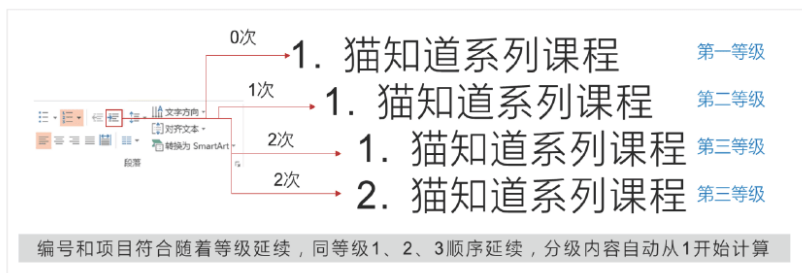 0次
1. 猫知道系列课程 第一等级
1次
1. 猫知道系列课程 第二等级
文字方向
对齐文本
2次
1. 猫知道系列课程 第三等级
转换为 SmartArt
段落
2次
2. 猫知道系列课程 第三等级
编号和项目符合随着等级延续，同等级1、2、3顺序延续，分级内容自动从1开始计算